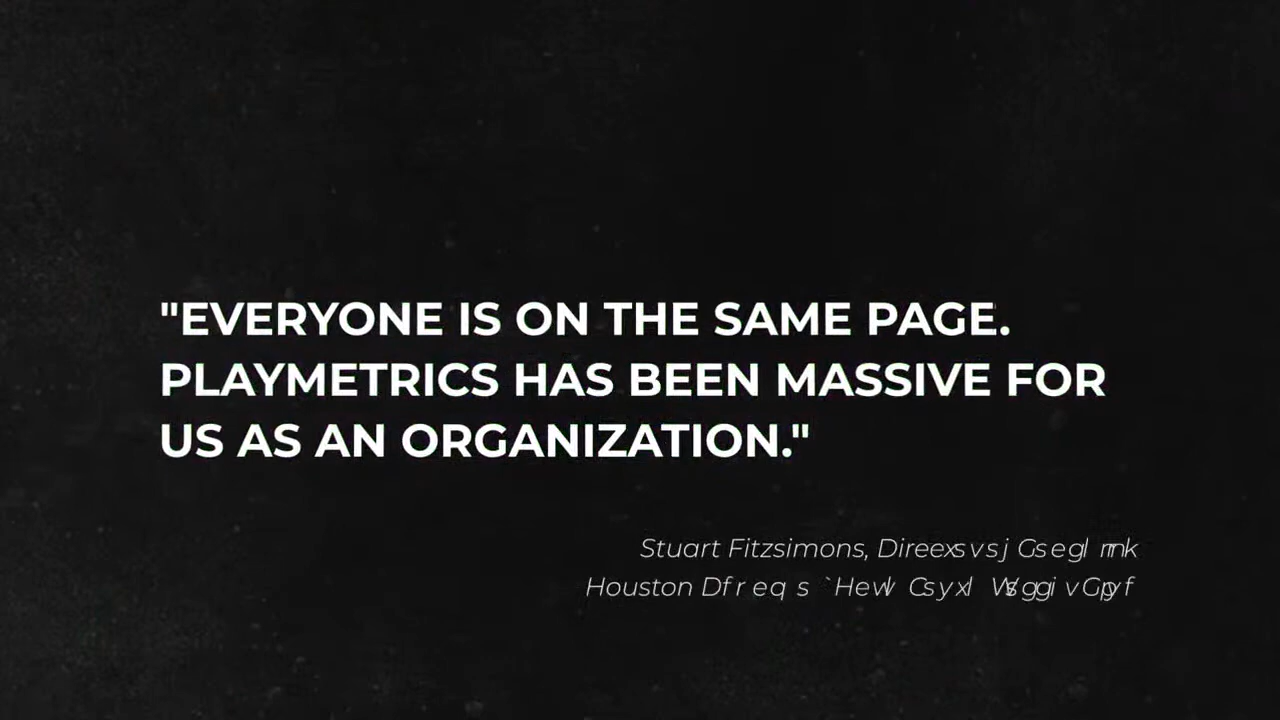 "EVERYONE IS ON THE SAME PAGE.
PLAYMETRICS HAS BEEN MASSIVE FOR
US AS AN ORGANIZATION."
Stuart Fitzsimons,
Houston